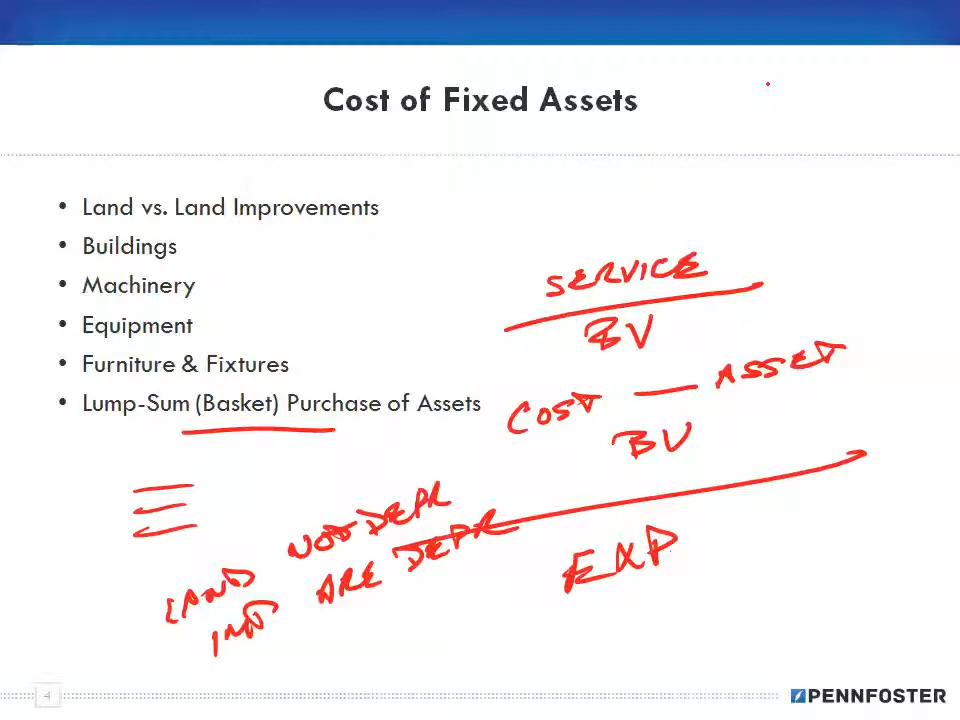 Cost of Fixed Assets
• Land vs. Land Improvements
• Buildings
• Machinery
• Equipment
• Furniture & Fixtures
• Lump-Sum (Basket) Purchase of Assets
SERVICE
BV
COST — ASSET
BV
LAND NOT DEPR
ARE DEPR
EXP
4
PENNFOSTER